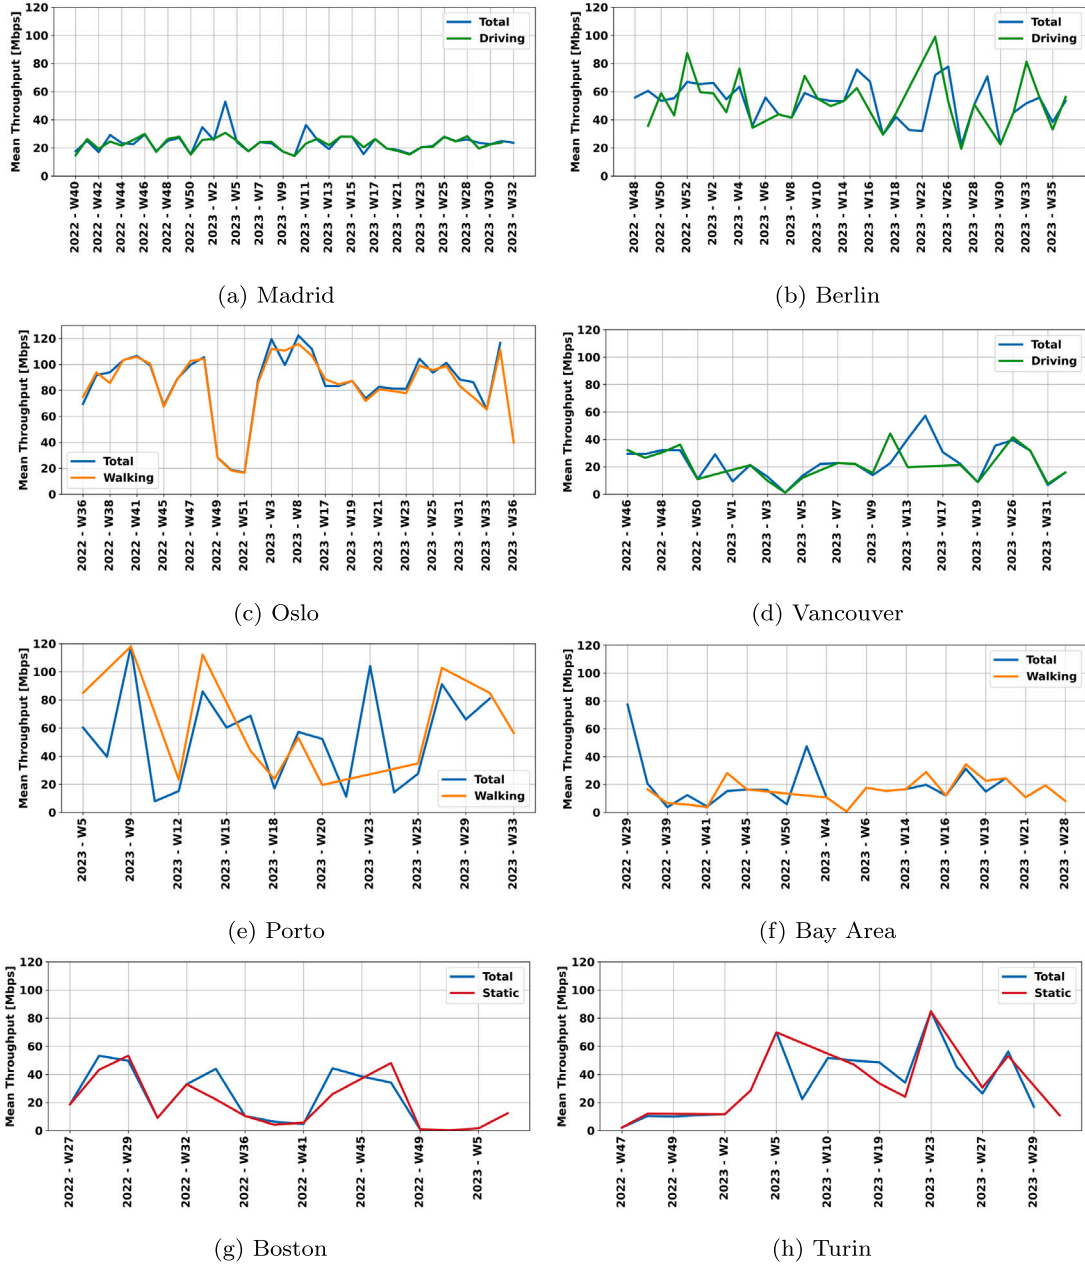 Mean Throughput [Mbps]
120
100
80
60
40
20
0
Total
Driving
2022 - W40
2022 - W42
2022 - W44
2022 - W46
2022 - W48
2022 - W50
2023 - W2
2023 - W5
2023 - W7
2023 - W9
2023 - W11
2023 - W13
2023 - W15
2023 - W17
2023 - W21
2023 - W23
2023 - W25
2023 - W28
2023 - W30
2023 - W32
(a) Madrid
Mean Throughput [Mbps]
120
100
80
60
40
20
0
Total
Driving
2022 - W48
2022 - W50
2022 - W52
2023 - W2
2023 - W4
2023 - W6
2023 - W8
2023 - W10
2023 - W14
2023 - W16
2023 - W18
2023 - W22
2023 - W26
2023 - W28
2023 - W30
2023 - W33
2023 - W35
(b) Berlin
Mean Throughput [Mbps]
120
100
80
60
40
20
0
Total
Walking
2022 - W36
2022 - W38
2022 - W41
2022 - W45
2022 - W47
2022 - W49
2022 - W51
2023 - W3
2023 - W8
2023 - W17
2023 - W19
2023 - W21
2023 - W23
2023 - W25
2023 - W31
2023 - W33
2023 - W36
(c) Oslo
Mean Throughput [Mbps]
120
100
80
60
40
20
0
Total
Driving
2022 - W46
2022 - W48
2022 - W50
2023 - W1
2023 - W3
2023 - W5
2023 - W7
2023 - W9
2023 - W13
2023 - W17
2023 - W19
2023 - W26
2023 - W31
(d) Vancouver
Mean Throughput [Mbps]
120
100
80
60
40
20
0
Total
Walking
2023 - W5
2023 - W9
2023 - W12
2023 - W15
2023 - W18
2023 - W20
2023 - W23
2023 - W25
2023 - W29
2023 - W33
(e) Porto
Mean Throughput [Mbps]
120
100
80
60
40
20
0
Total
Walking
2022 - W29
2022 - W39
2022 - W41
2022 - W45
2022 - W50
2023 - W4
2023 - W6
2023 - W14
2023 - W16
2023 - W19
2023 - W21
2023 - W28
(f) Bay Area
Mean Throughput [Mbps]
120
100
80
60
40
20
0
Total
Static
2022 - W27
2022 - W29
2022 - W32
2022 - W36
2022 - W41
2022 - W45
2022 - W49
2023 - W5
(g) Boston
Mean Throughput [Mbps]
120
100
80
60
40
20
0
Total
Static
2022 - W47
2022 - W49
2023 - W2
2023 - W5
2023 - W10
2023 - W19
2023 - W23
2023 - W27
2023 - W29
(h) Turin